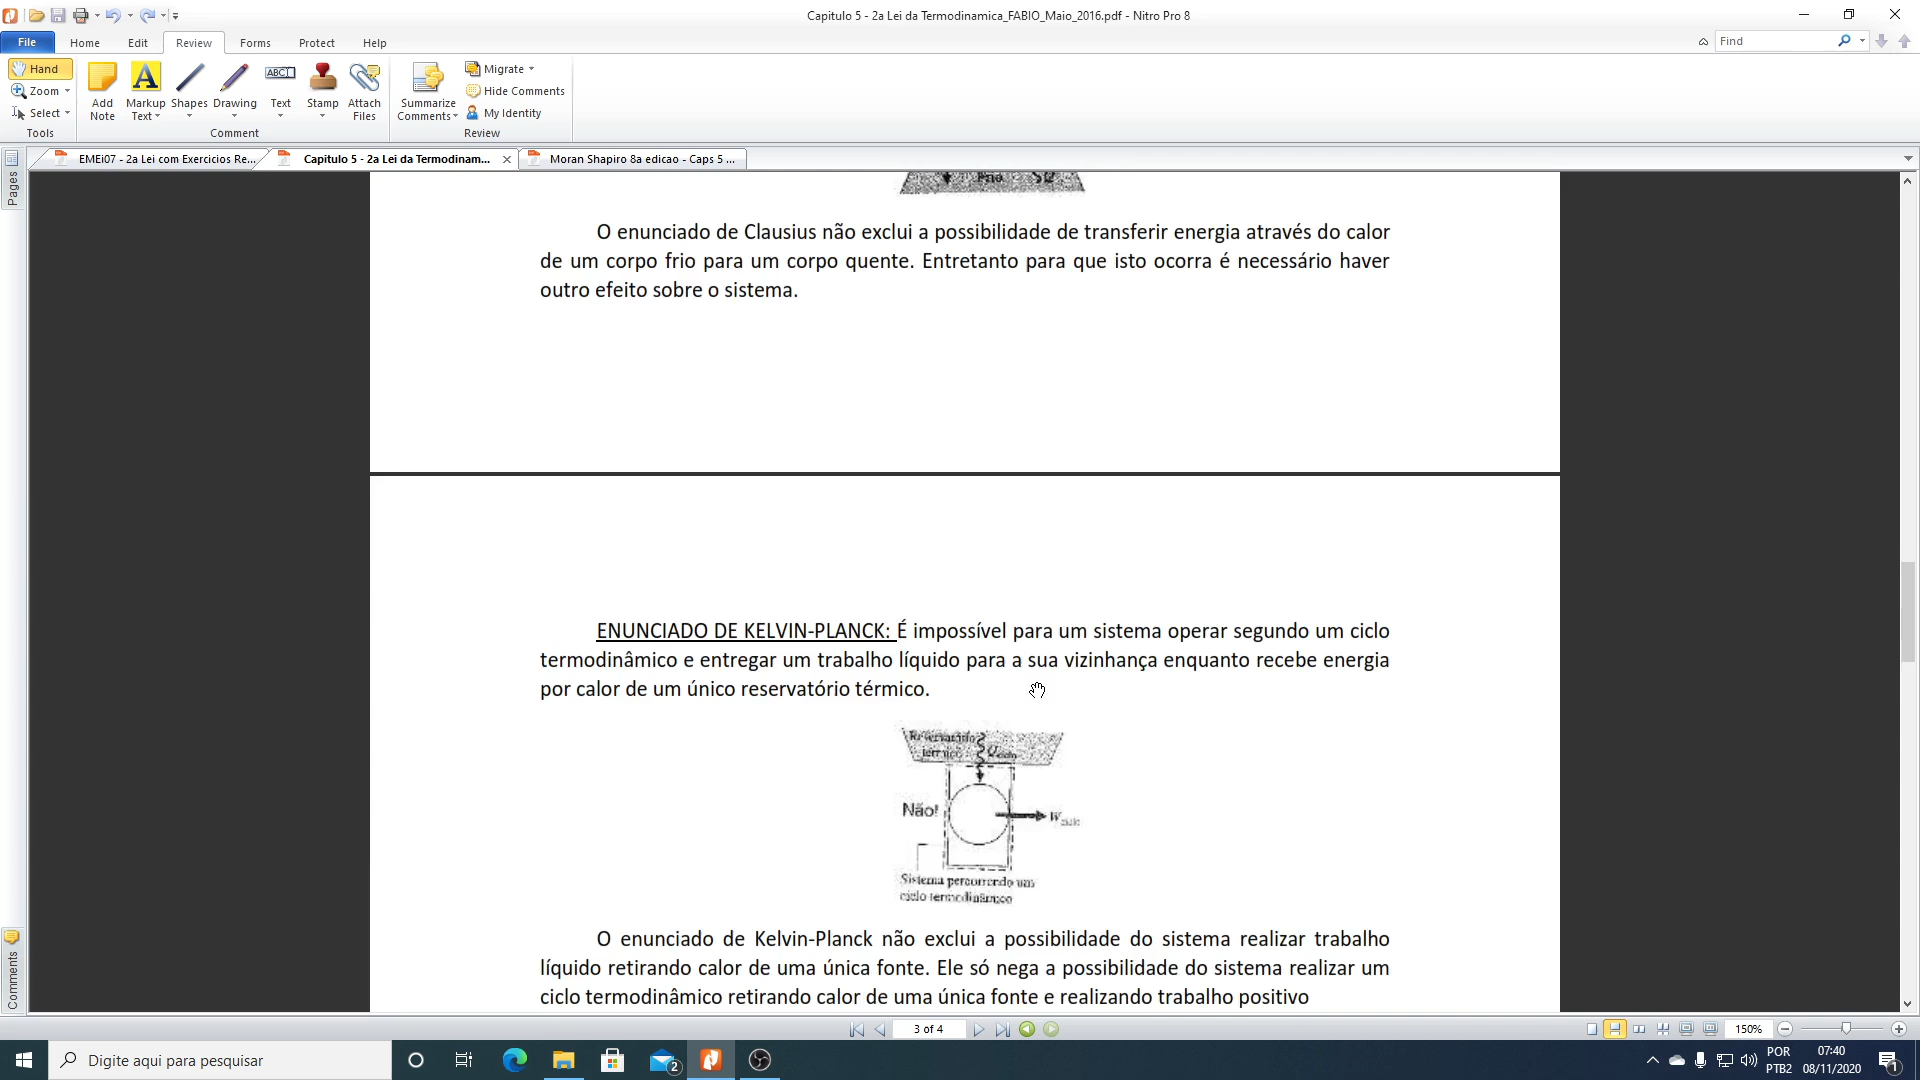 Capitulo 5 - 2a Lei da Termodinamica_FABIO_Maio_2016.pdf - Nitro Pro 8
File Home Edit Review Forms Protect Help
Find
Hand
Zoom
Select
Tools
Add Note
Markup Text
Shapes
Drawing
Text
Stamp
Attach Files
Comment
Summarize Comments
Migrate
Hide Comments
My Identity
Review
EMEi07 - 2a Lei com Exercicios Re...
Capitulo 5 - 2a Lei da Termodinam...
Moran Shapiro 8a edicao - Caps 5 ...
Pages
Comments
Frio
O enunciado de Clausius não exclui a possibilidade de transferir energia através do calor
de um corpo frio para um corpo quente. Entretanto para que isto ocorra é necessário haver
outro efeito sobre o sistema.
ENUNCIADO DE KELVIN-PLANCK: É impossível para um sistema operar segundo um ciclo
termodinâmico e entregar um trabalho líquido para a sua vizinhança enquanto recebe energia
por calor de um único reservatório térmico.
Reservatório
térmico
Não!
Wciclo
Sistema percorrendo um
ciclo termodinâmico
O enunciado de Kelvin-Planck não exclui a possibilidade do sistema realizar trabalho
líquido retirando calor de uma única fonte. Ele só nega a possibilidade do sistema realizar um
ciclo termodinâmico retirando calor de uma única fonte e realizando trabalho positivo
3 of 4
150%
Digite aqui para pesquisar
2
POR
PTB2
07:40
08/11/2020
1